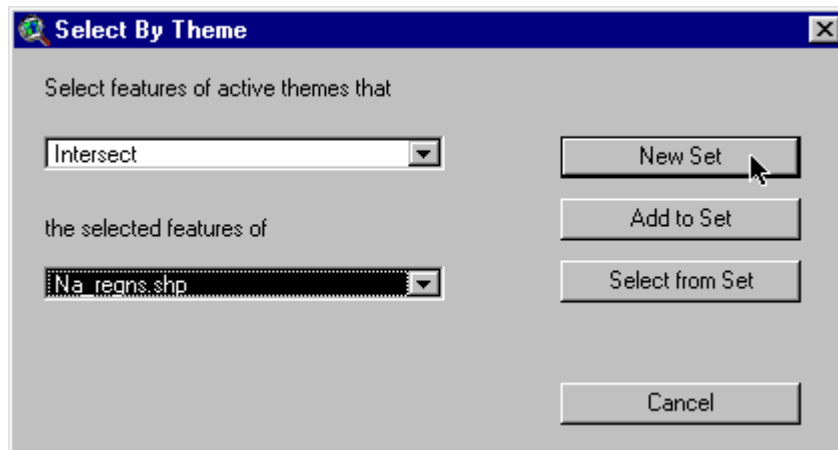 Select By Theme
Select features of active themes that
Intersect
New Set
the selected features of
Add to Set
Na_regns.shp
Select from Set
Cancel